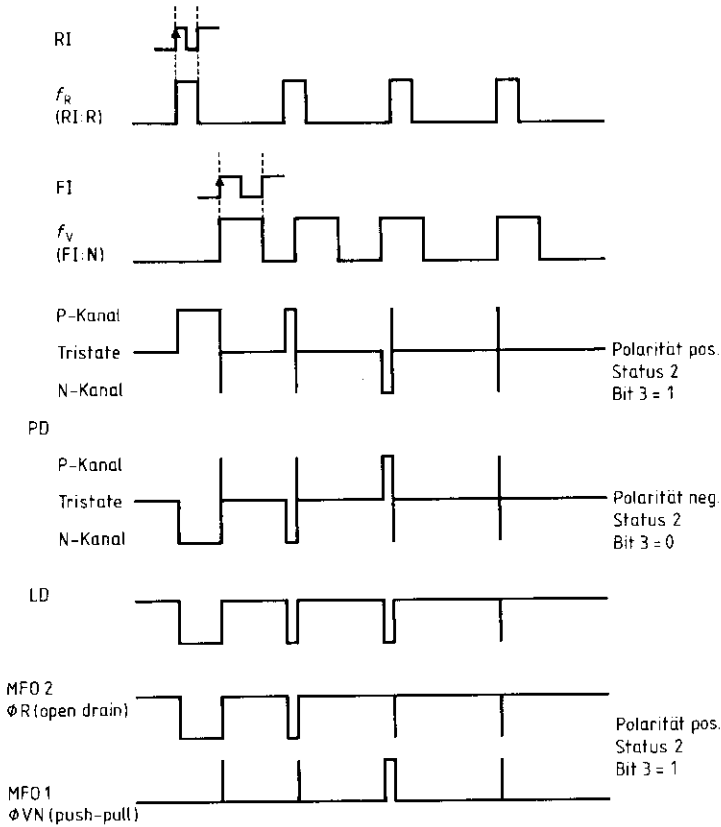 RI
fR
(RI:R)
FI
fV
(FI:N)
P-Kanal
Tristate
N-Kanal
Polarität pos.
Status 2
Bit 3 = 1
PD
P-Kanal
Tristate
N-Kanal
Polarität neg.
Status 2
Bit 3 = 0
LD
MFO 2
ΦR (open drain)
Polarität pos.
Status 2
Bit 3 = 1
MFO 1
ΦVN (push-pull)